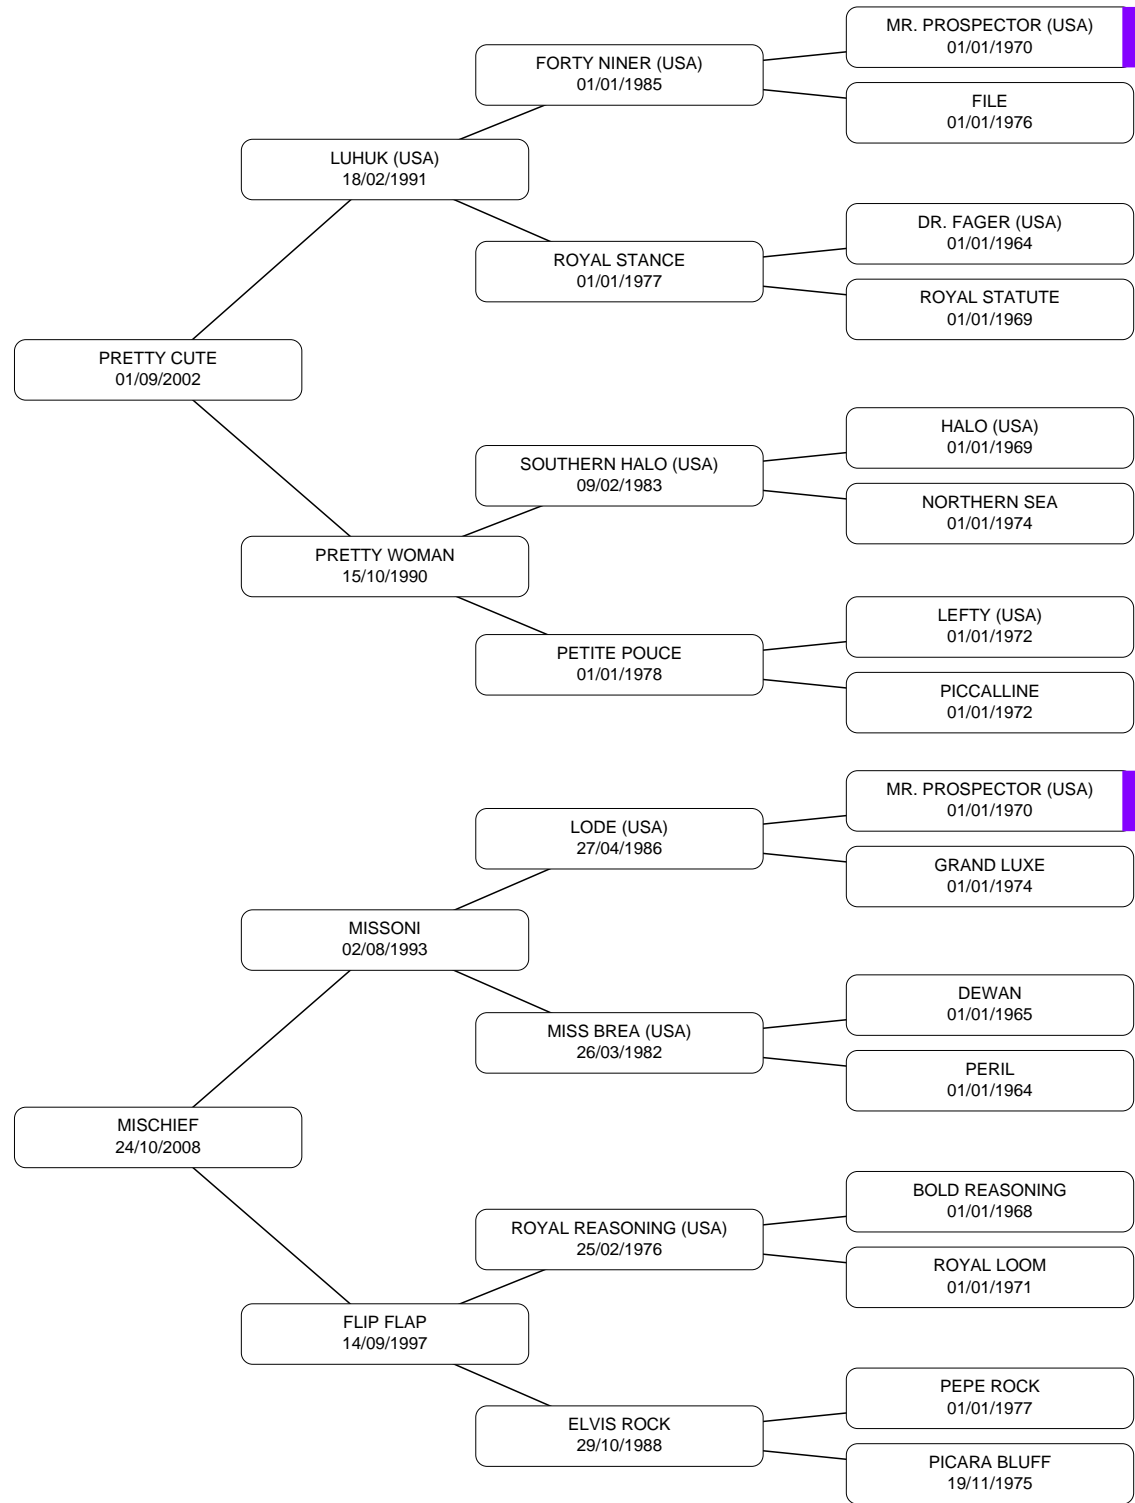 MR. PROSPECTOR (USA)
01/01/1970
FORTY NINER (USA)
01/01/1985
FILE
01/01/1976
LUHUK (USA)
18/02/1991
DR. FAGER (USA)
01/01/1964
ROYAL STANCE
01/01/1977
ROYAL STATUTE
01/01/1969
PRETTY CUTE
01/09/2002
HALO (USA)
01/01/1969
SOUTHERN HALO (USA)
09/02/1983
NORTHERN SEA
01/01/1974
PRETTY WOMAN
15/10/1990
LEFTY (USA)
01/01/1972
PETITE POUCE
01/01/1978
PICCALLINE
01/01/1972
MR. PROSPECTOR (USA)
01/01/1970
LODE (USA)
27/04/1986
GRAND LUXE
01/01/1974
MISSONI
02/08/1993
DEWAN
01/01/1965
MISS BREA (USA)
26/03/1982
PERIL
01/01/1964
MISCHIEF
24/10/2008
BOLD REASONING
01/01/1968
ROYAL REASONING (USA)
25/02/1976
ROYAL LOOM
01/01/1971
FLIP FLAP
14/09/1997
PEPE ROCK
01/01/1977
ELVIS ROCK
29/10/1988
PICARA BLUFF
19/11/1975